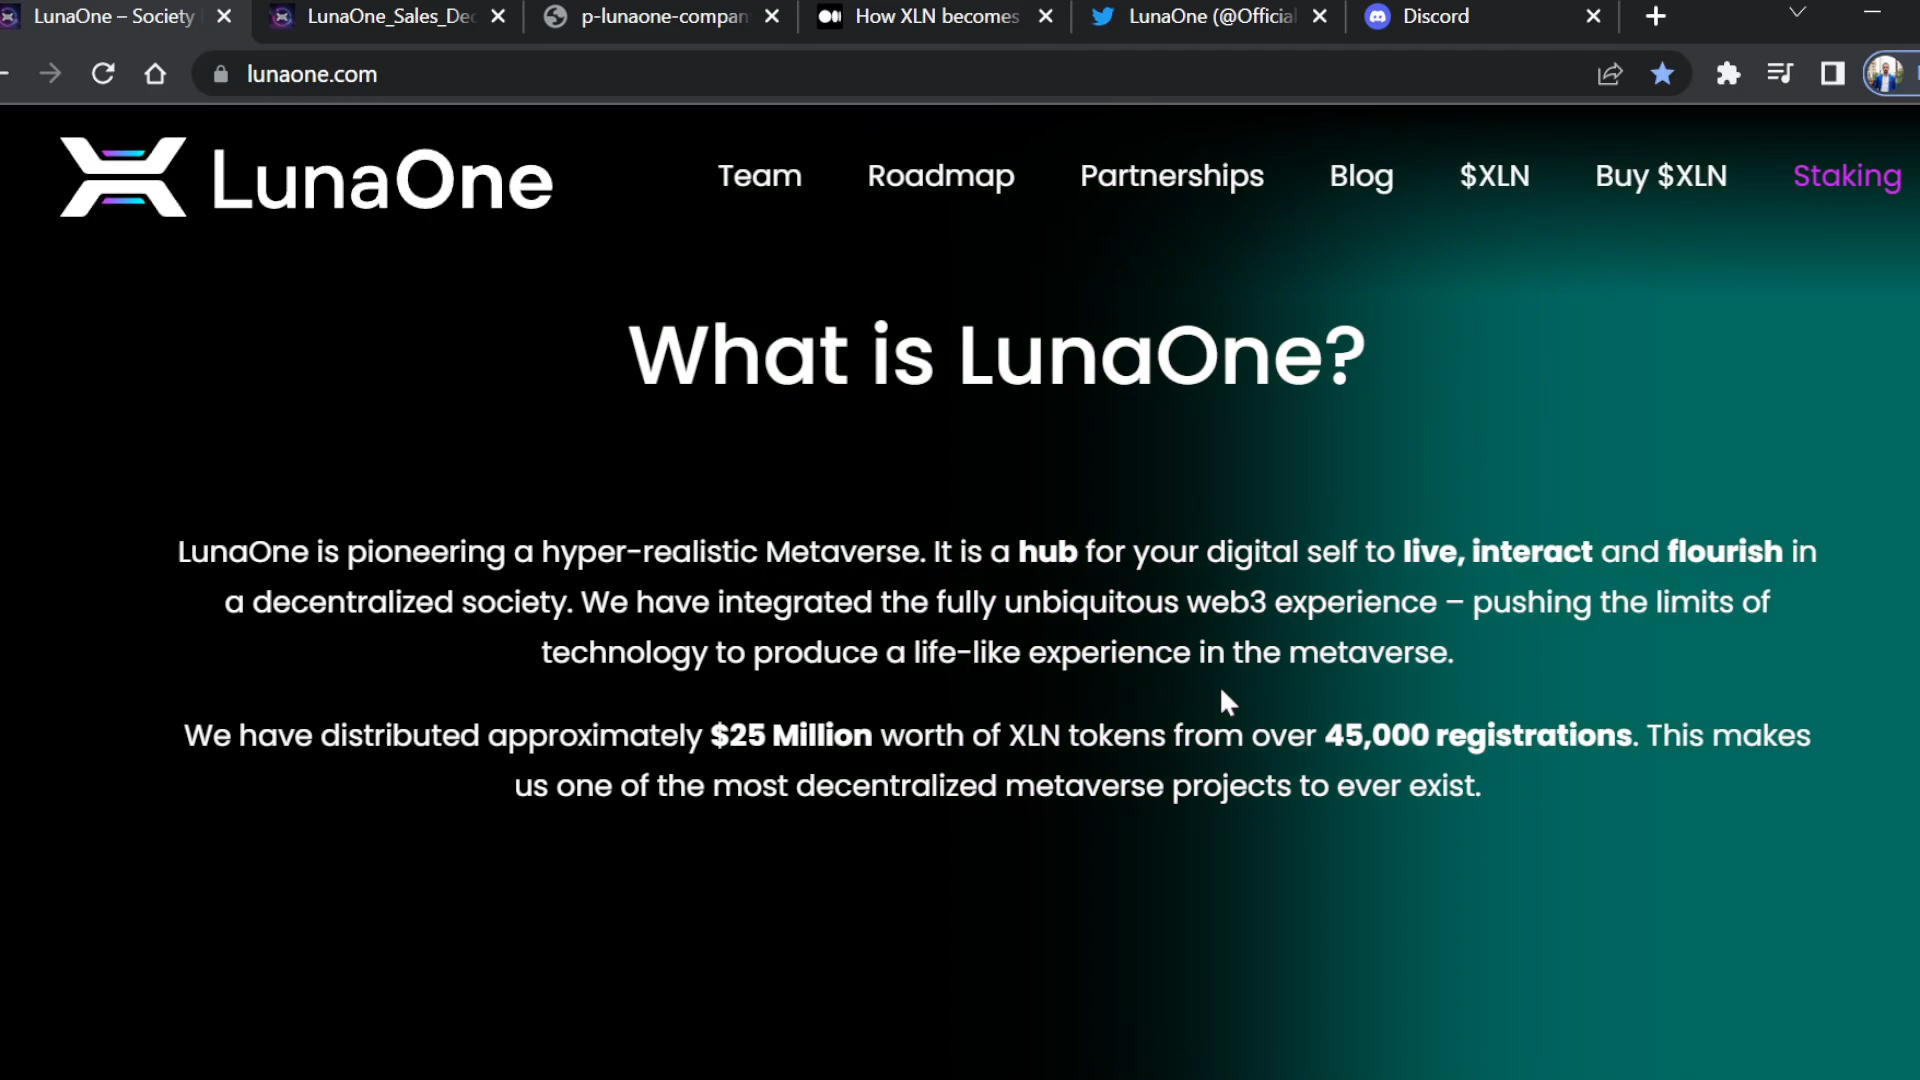 LunaOne – Society
LunaOne_Sales_Dec
p-lunaone-compan
How XLN becomes
LunaOne (@Official
Discord
lunaone.com
LunaOne
Team
Roadmap
Partnerships
Blog
$XLN
Buy $XLN
Staking
What is LunaOne?
LunaOne is pioneering a hyper-realistic Metaverse. It is a hub for your digital self to live, interact and flourish in
a decentralized society. We have integrated the fully unbiquitous web3 experience – pushing the limits of
technology to produce a life-like experience in the metaverse.
We have distributed approximately $25 Million worth of XLN tokens from over 45,000 registrations. This makes
us one of the most decentralized metaverse projects to ever exist.